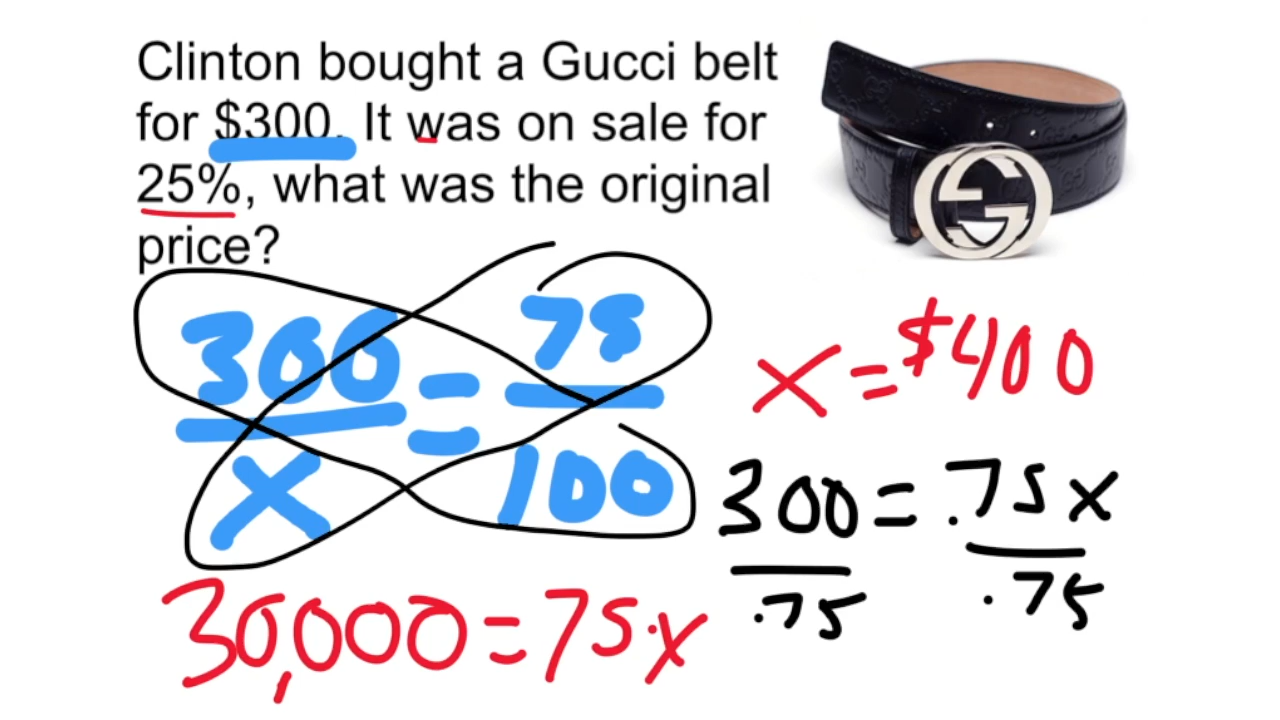 Clinton bought a Gucci belt
for $300. It was on sale for
25%, what was the original
price?
300/x = 75/100
x = $400
300 = .75x
.75 .75
30,000 = 75·x